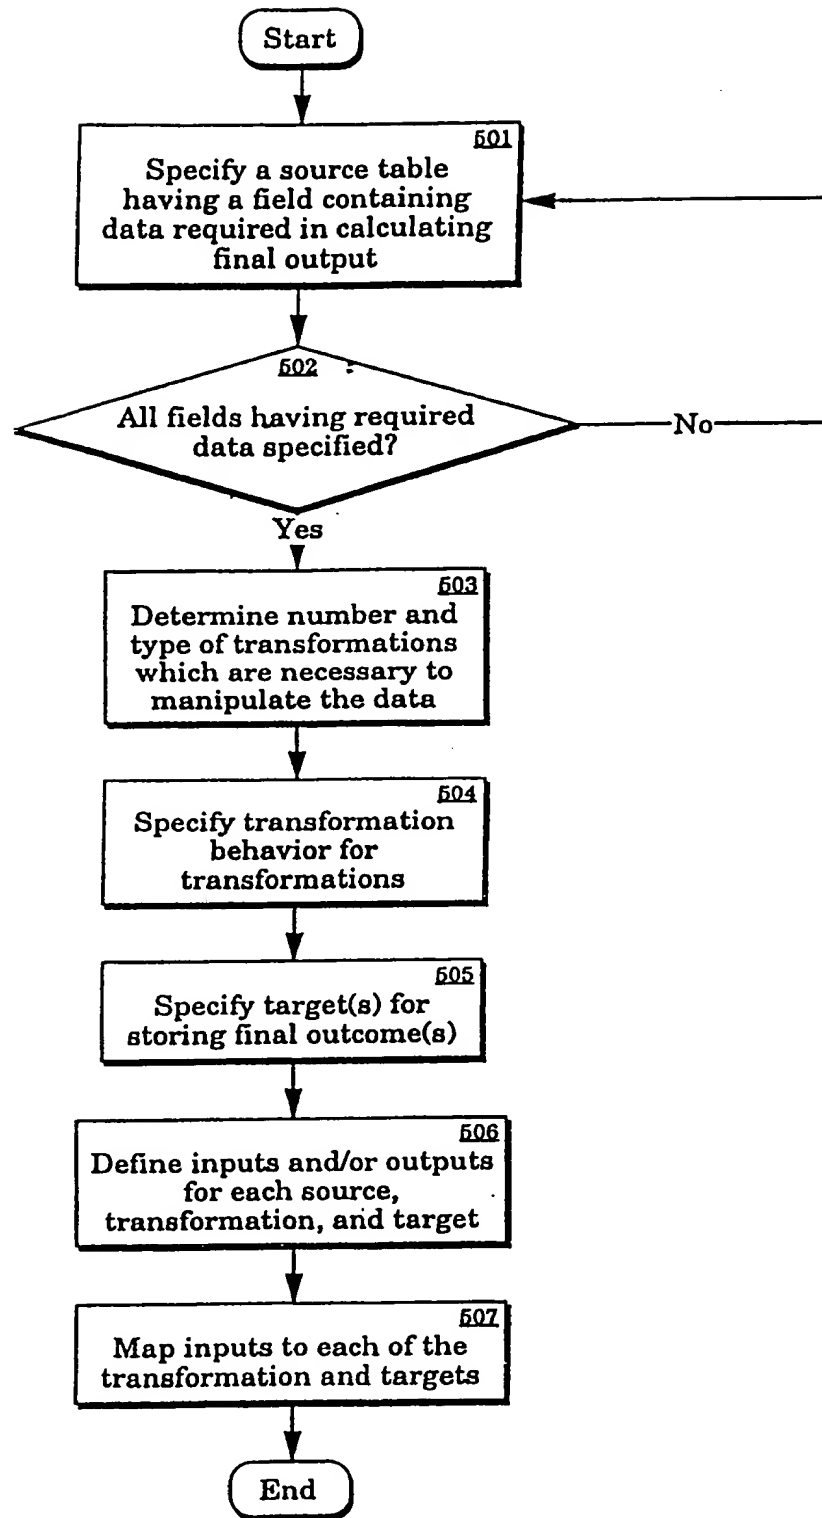 Start
501
Specify a source table
having a field containing
data required in calculating
final output
502
All fields having required
data specified?
No
Yes
503
Determine number and
type of transformations
which are necessary to
manipulate the data
504
Specify transformation
behavior for
transformations
505
Specify target(s) for
storing final outcome(s)
506
Define inputs and/or outputs
for each source,
transformation, and target
507
Map inputs to each of the
transformation and targets
End